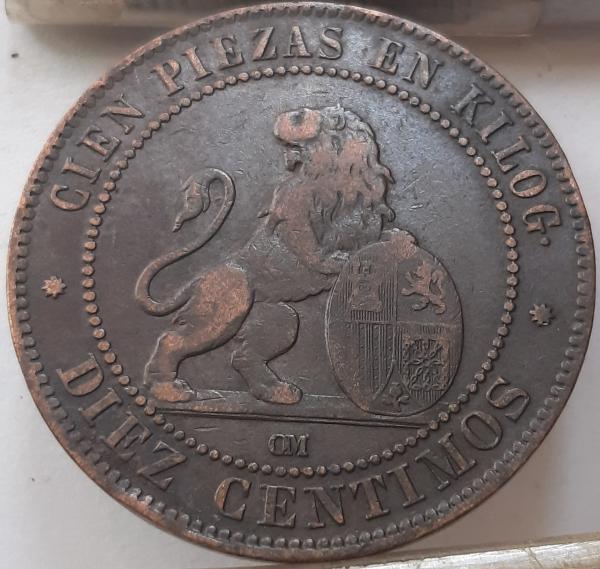 CIEN PIEZAS EN KILOG.
OM
DIEZ CENTIMOS